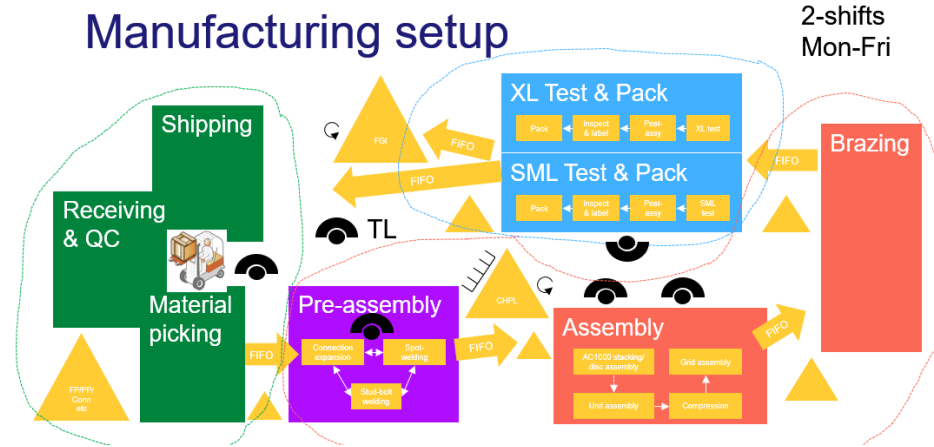 Manufacturing setup
2-shifts
Mon-Fri
Shipping
Receiving
& QC
Material
picking
FP/PP/
Conn
etc
FIFO
Pre-assembly
Connection
expansion
Spot-
welding
Stud-bolt
welding
FIFO
CHPL
Assembly
AC1000 stacking/
disc assembly
Grid assembly
Unit assembly
Compression
FIFO
Brazing
FIFO
XL Test & Pack
Pack
Inspect
& label
Post-
assy
XL test
SML Test & Pack
Pack
Inspect
& label
Post-
assy
SML
test
FIFO
FIFO
FGI
TL